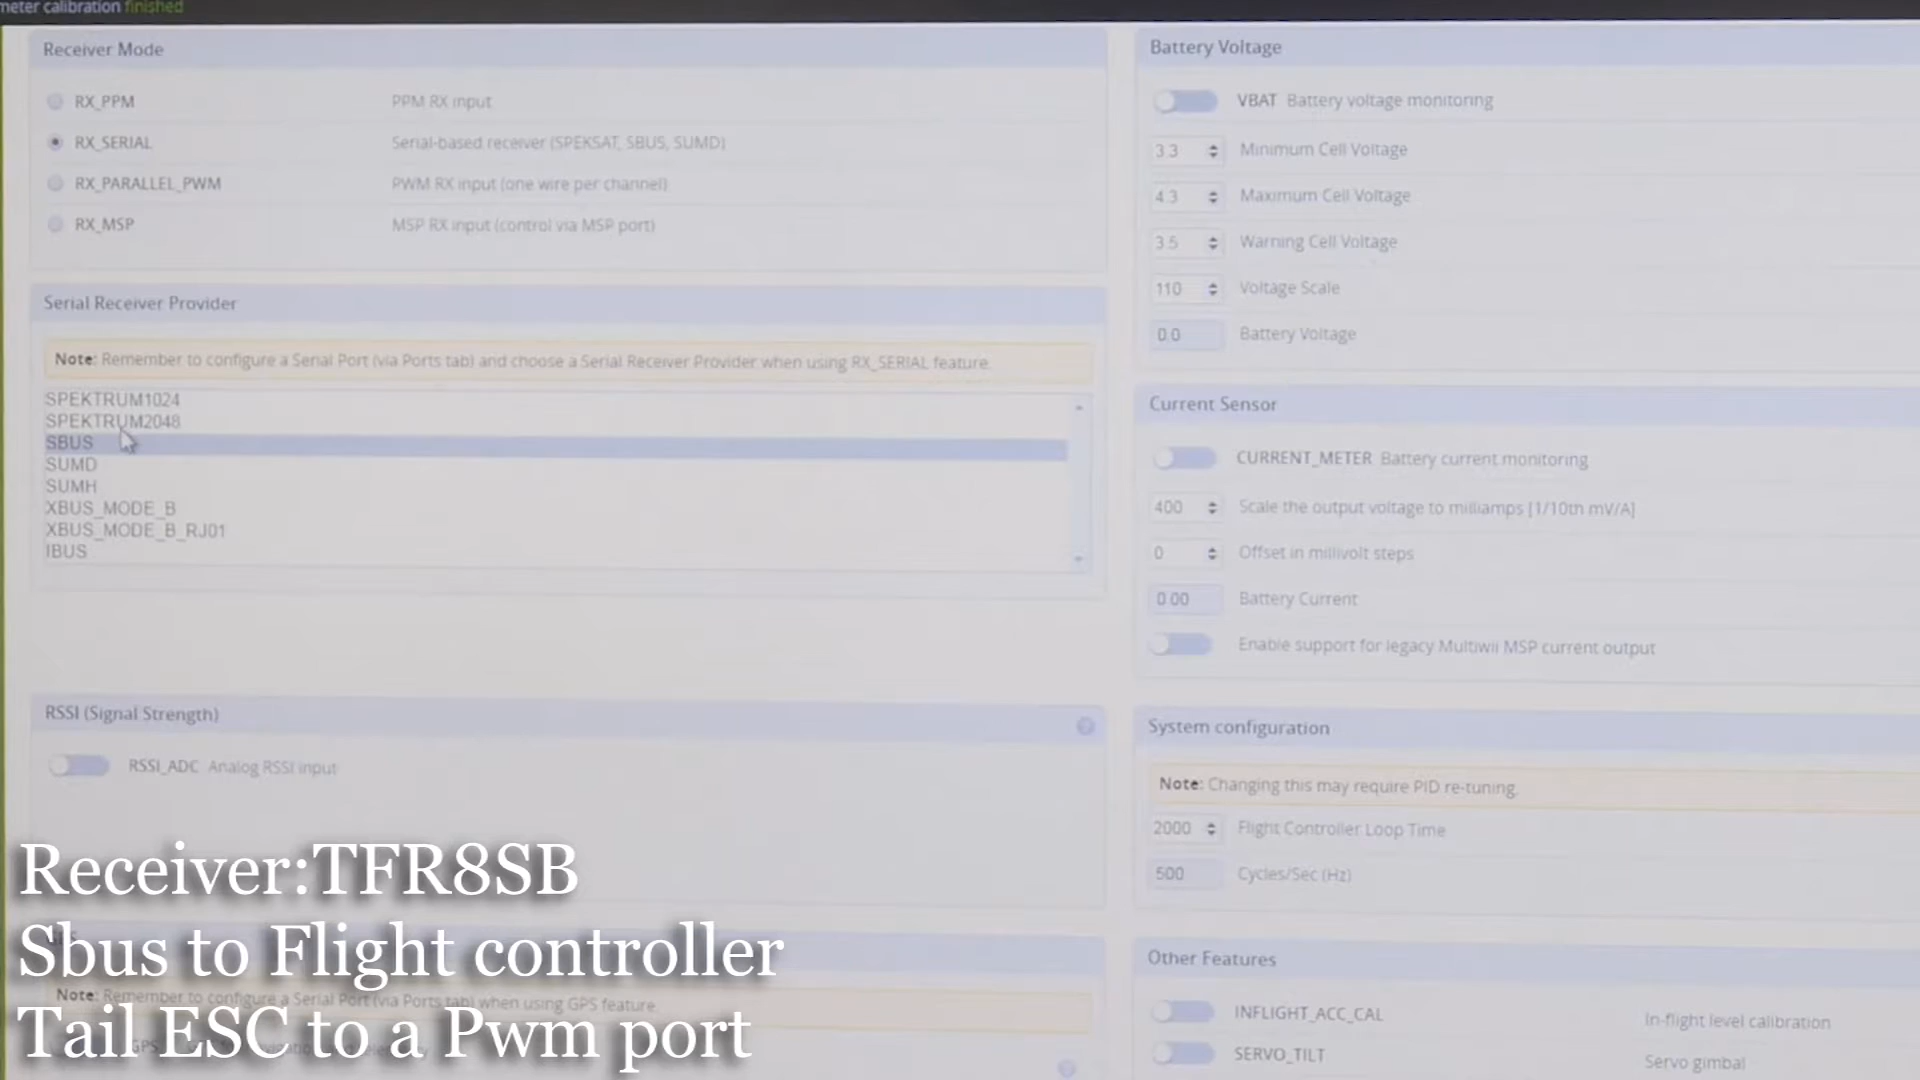 meter calibration finished
Receiver Mode
RX_PPM PPM RX input
RX_SERIAL Serial-based receiver (SPEKSAT, SBUS, SUMD)
RX_PARALLEL_PWM PWM RX input (one wire per channel)
RX_MSP MSP RX input (control via MSP port)
Serial Receiver Provider
Note: Remember to configure a Serial Port (via Ports tab) and choose a Serial Receiver Provider when using RX_SERIAL feature.
SPEKTRUM1024
SPEKTRUM2048
SBUS
SUMD
SUMH
XBUS_MODE_B
XBUS_MODE_B_RJ01
IBUS
RSSI (Signal Strength)
RSSI_ADC Analog RSSI input
Note: Remember to configure a Serial Port (via Ports tab) when using GPS feature.
GPS
Battery Voltage
VBAT Battery voltage monitoring
3.3 Minimum Cell Voltage
4.3 Maximum Cell Voltage
3.5 Warning Cell Voltage
110 Voltage Scale
0.0 Battery Voltage
Current Sensor
CURRENT_METER Battery current monitoring
400 Scale the output voltage to milliamps [1/10th mV/A]
0 Offset in millivolt steps
0.00 Battery Current
Enable support for legacy Multiwii MSP current output
System configuration
Note: Changing this may require PID re-tuning.
2000 Flight Controller Loop Time
500 Cycles/Sec (Hz)
Other Features
INFLIGHT_ACC_CAL In-flight level calibration
SERVO_TILT Servo gimbal
Receiver:TFR8SB
Sbus to Flight controller
Tail ESC to a Pwm port